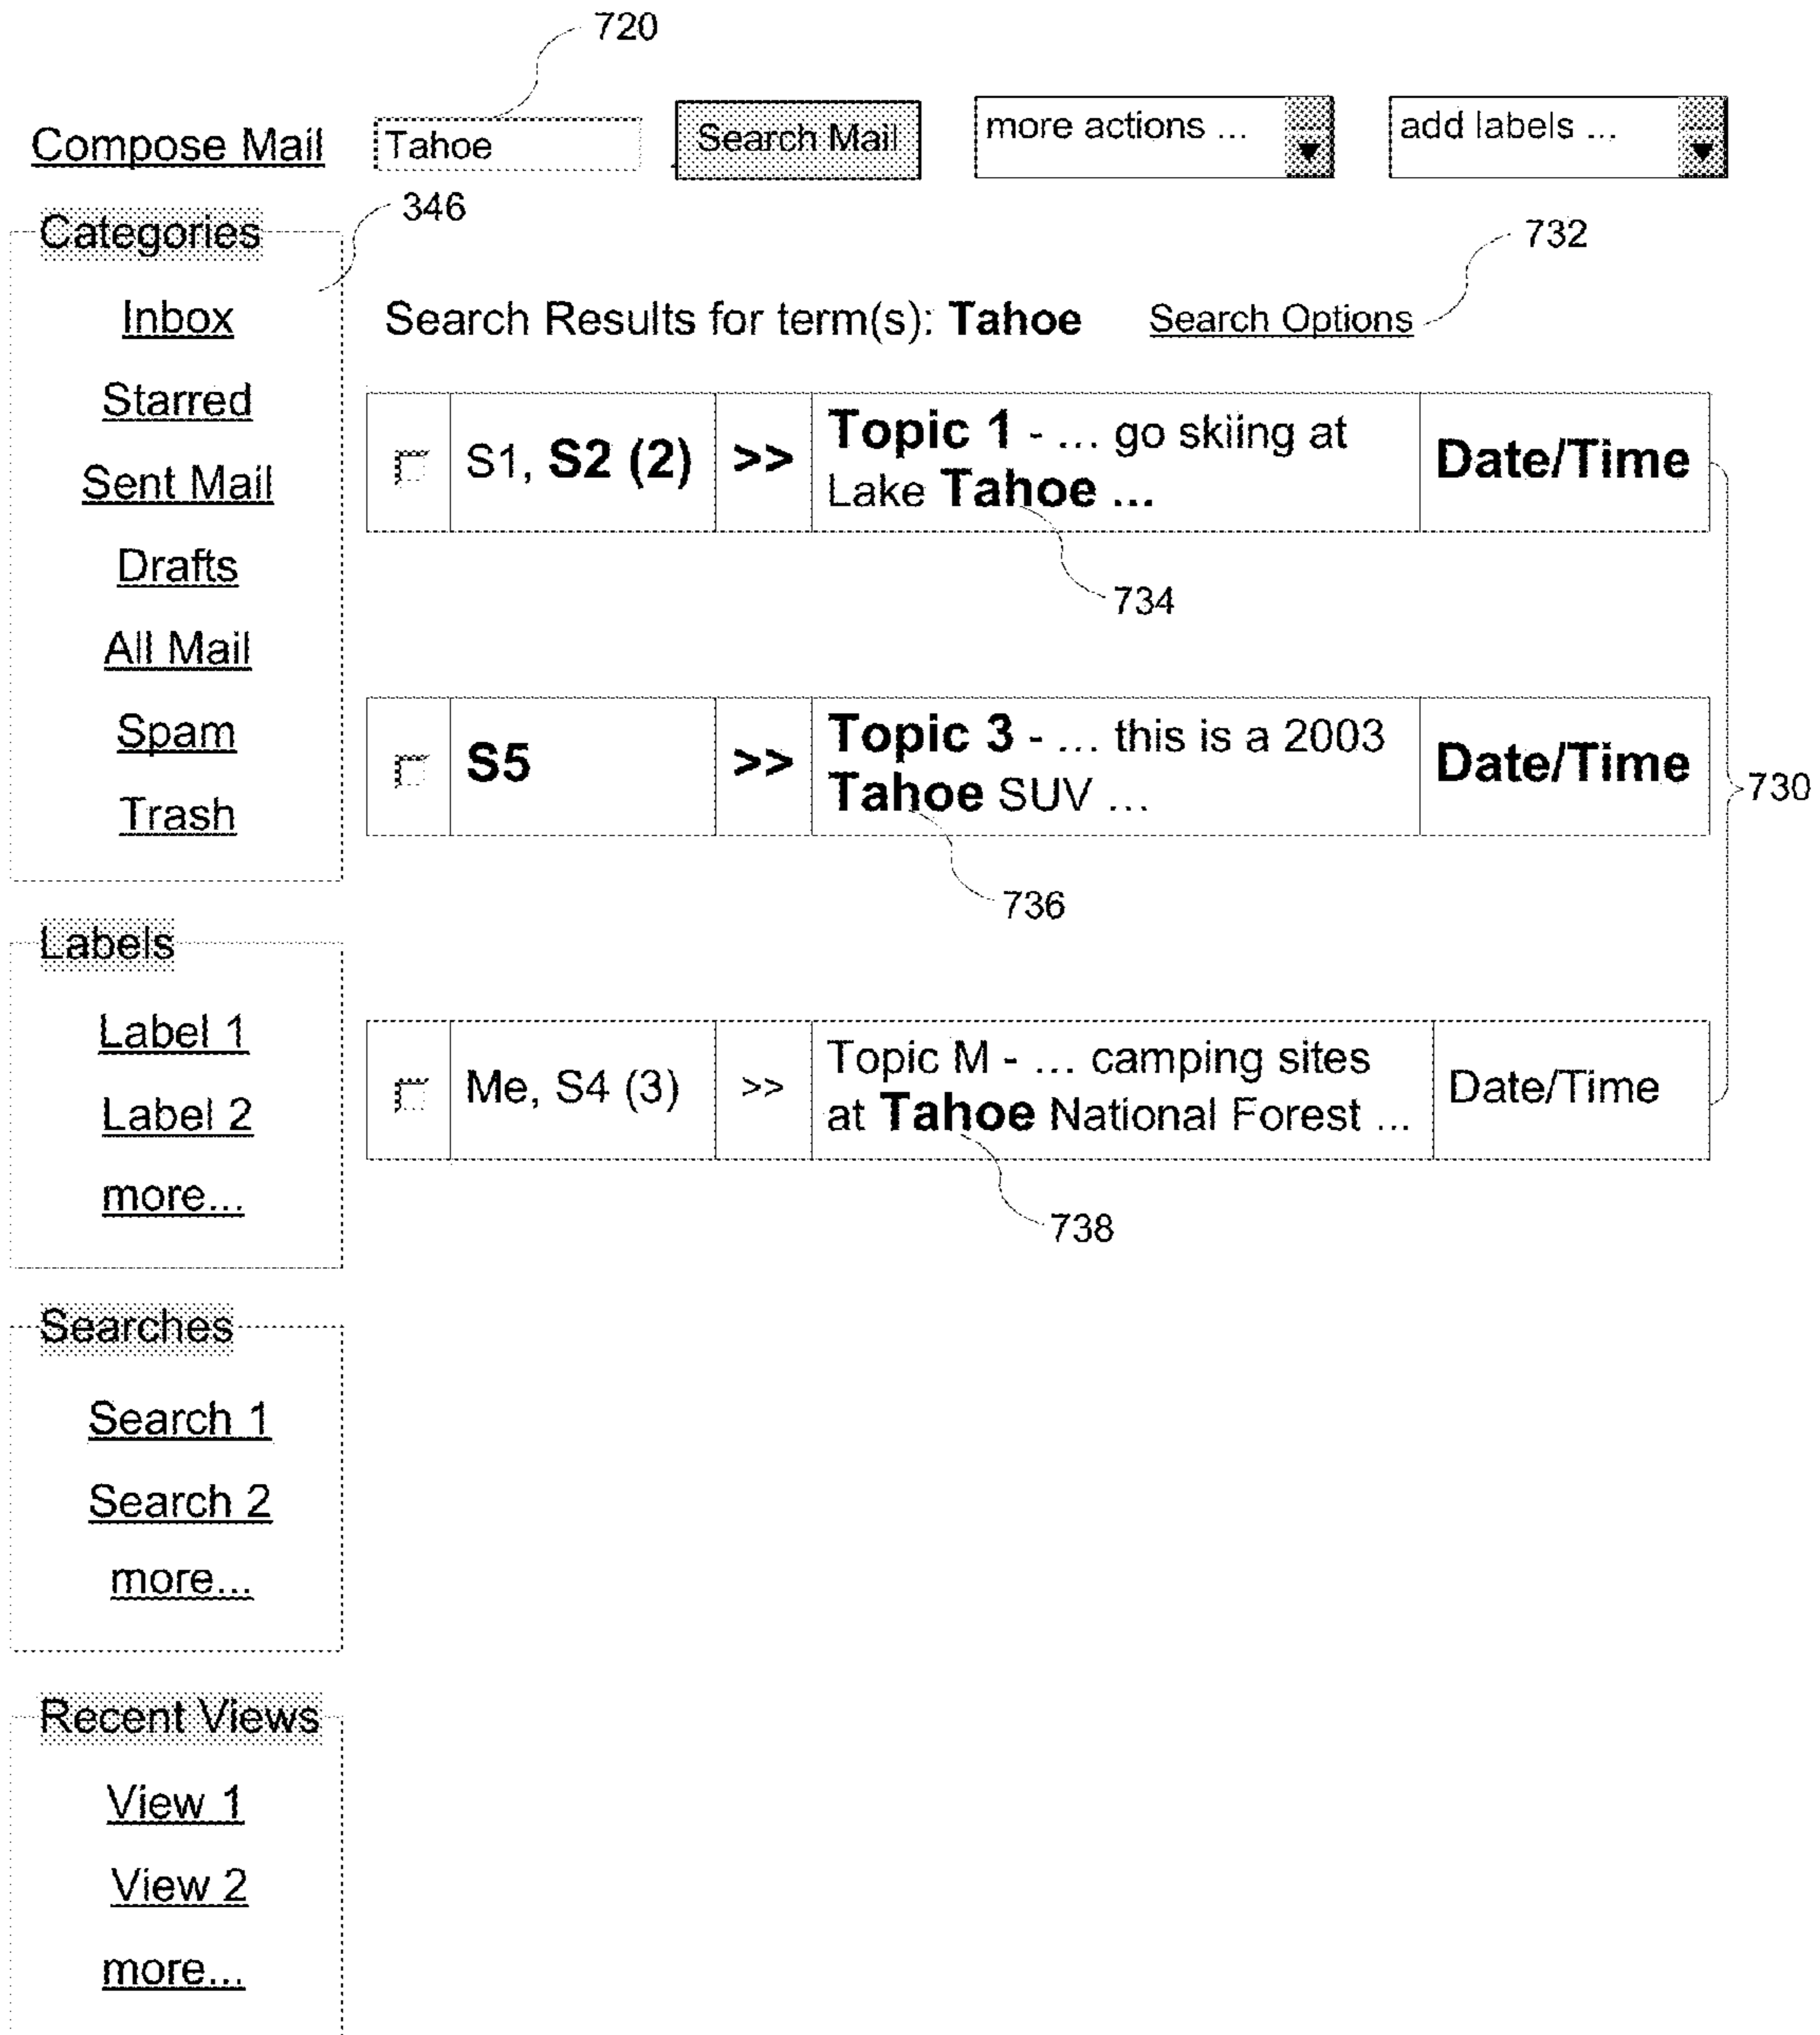 720
Compose Mail Tahoe Search Mail more actions ... add labels ...
346
Categories
732
Inbox
Starred
Sent Mail
Drafts
All Mail
Spam
Trash
Search Results for term(s): Tahoe Search Options
S1, S2 (2) >> Topic 1 - ... go skiing at Date/Time
Lake Tahoe ...
734
S5 >> Topic 3 - ... this is a 2003 Date/Time
Tahoe SUV ...
730
736
Labels
Label 1
Label 2
more...
Me, S4 (3) >> Topic M - ... camping sites Date/Time
at Tahoe National Forest ...
738
Searches
Search 1
Search 2
more...
Recent Views
View 1
View 2
more...